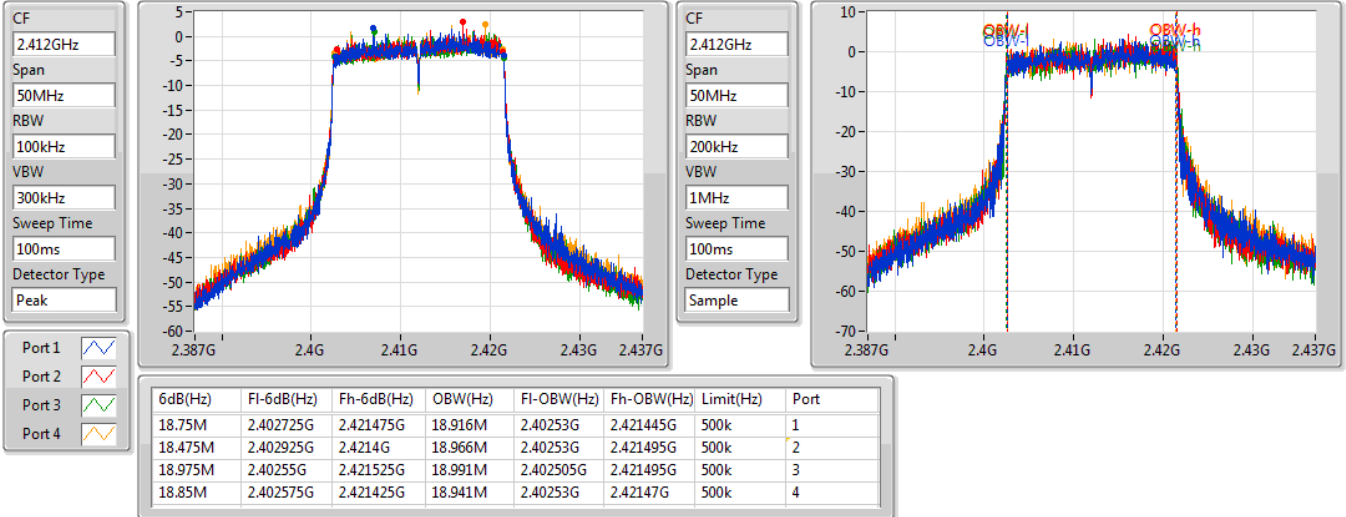 CF
2.412GHz
Span
50MHz
RBW
100kHz
VBW
300kHz
Sweep Time
100ms
Detector Type
Peak
5
0
-5
-10
-15
-20
-25
-30
-35
-40
-45
-50
-55
-60
2.387G 2.4G 2.41G 2.42G 2.43G 2.437G
CF
2.412GHz
Span
50MHz
RBW
200kHz
VBW
1MHz
Sweep Time
100ms
Detector Type
Sample
10
0
-10
-20
-30
-40
-50
-60
-70
OBW-l OBW-h
OBW-l OBW-h
2.387G 2.4G 2.41G 2.42G 2.43G 2.437G
Port 1
Port 2
Port 3
Port 4
6dB(Hz) Fl-6dB(Hz) Fh-6dB(Hz) OBW(Hz) Fl-OBW(Hz) Fh-OBW(Hz) Limit(Hz) Port
18.75M 2.402725G 2.421475G 18.916M 2.40253G 2.421445G 500k 1
18.475M 2.402925G 2.4214G 18.966M 2.402505G 2.421495G 500k 2
18.975M 2.40255G 2.421525G 18.991M 2.402505G 2.421495G 500k 3
18.85M 2.402575G 2.421425G 18.941M 2.40253G 2.42147G 500k 4